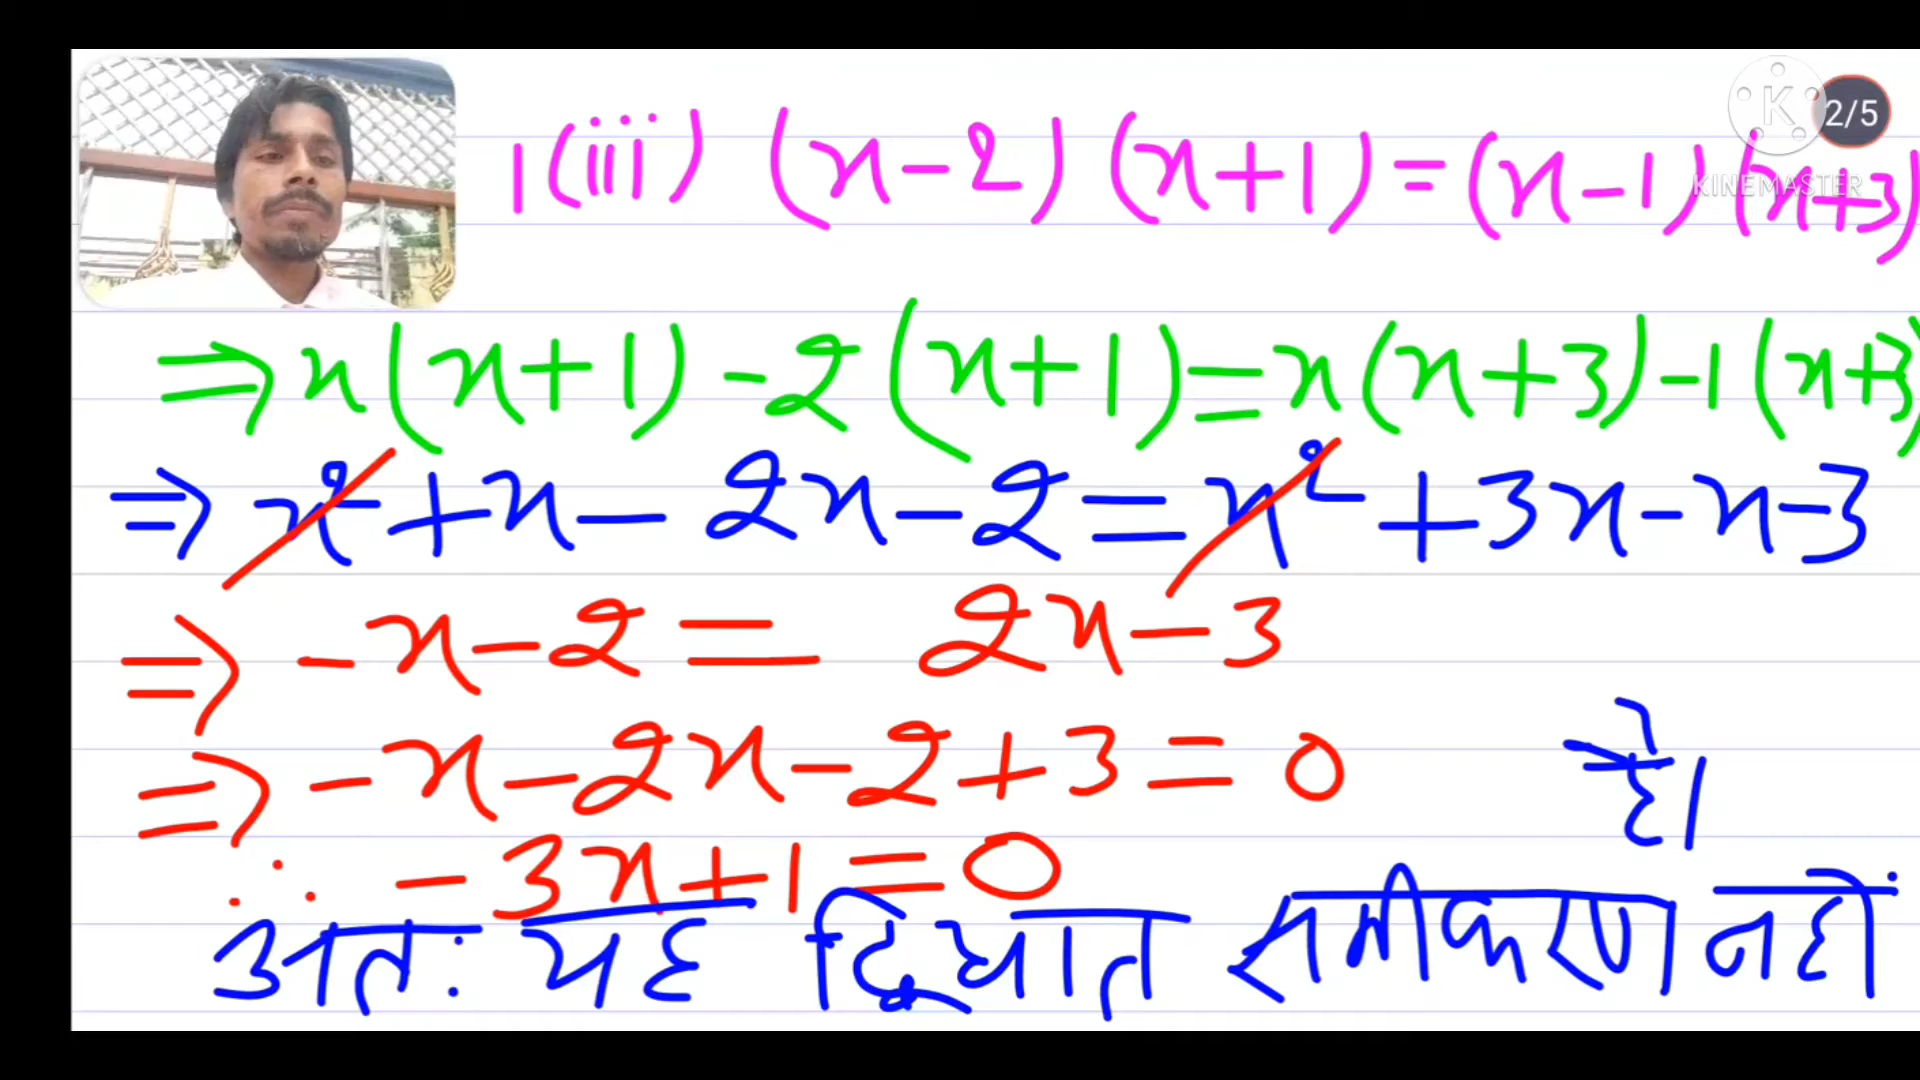 1(iii) (x-2)(x+1)=(x-1)(x+3)
2/5
KINEMASTER
⇒ x(x+1)-2(x+1)=x(x+3)-1(x+3)
⇒ x²+x-2x-2=x²+3x-x-3
⇒ -x-2=2x-3
⇒ -x-2x-2+3=0
∴ -3x+1=0
अतः यह द्विघात समीकरण नहीं
है।